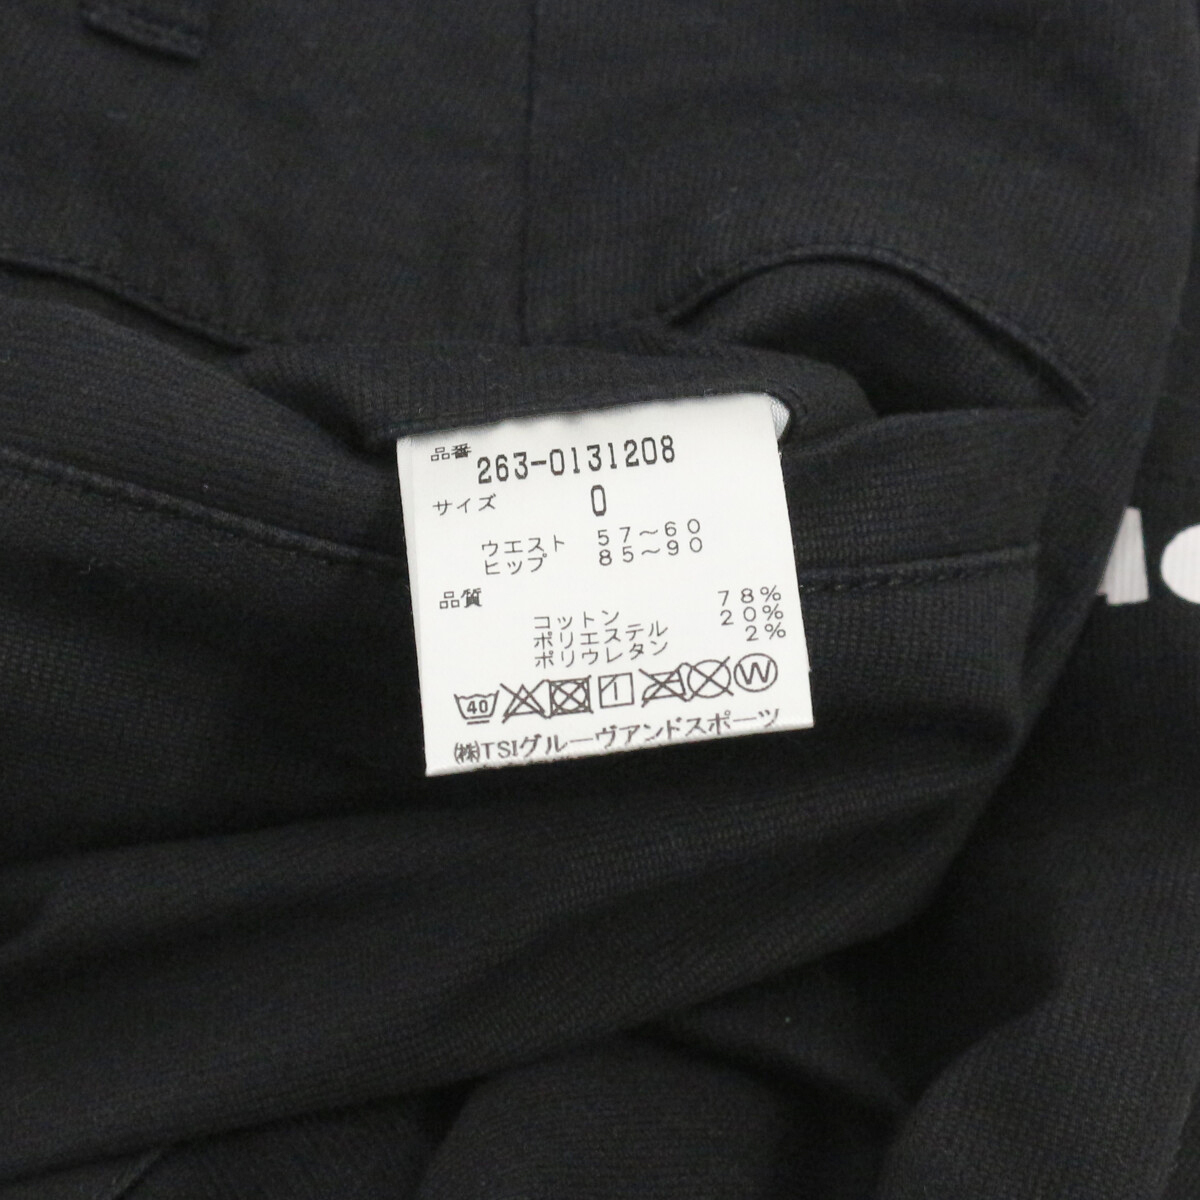 品番 263-0131208
サイズ 0
ウエスト 57～60
ヒップ 85～90
品質
コットン 78%
ポリエステル 20%
ポリウレタン 2%
40 W
㈱TSIグルーヴアンドスポーツ